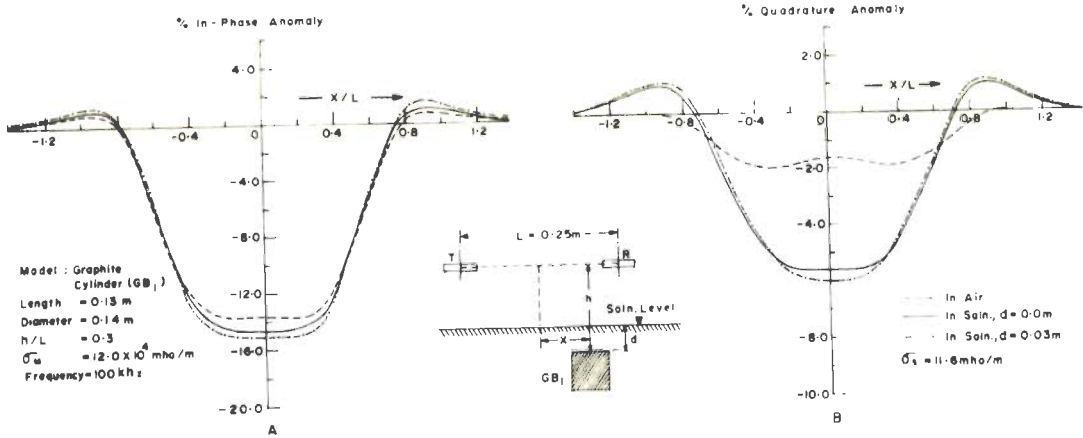 % In-Phase Anomaly
4.0
X/L
-1.2
-0.4
0
0.4
0.8
1.2
-4.0
-8.0
-12.0
-16.0
-20.0
A
Model : Graphite
Cylinder (GB1)
Length = 0.13 m
Diameter = 0.14 m
h/L = 0.3
σM = 12.0 X 10^4 mho/m
Frequency = 100 khz
L = 0.25m
T
R
h
Soln. Level
X
d
GB1
% Quadrature Anomaly
2.0
X/L
-1.2
-0.8
-0.4
0
0.4
1.2
-2.0
-4.0
-6.0
-8.0
-10.0
B
In Air
In Soln., d = 0.0m
In Soln., d = 0.03m
σs = 11.6 mho/m